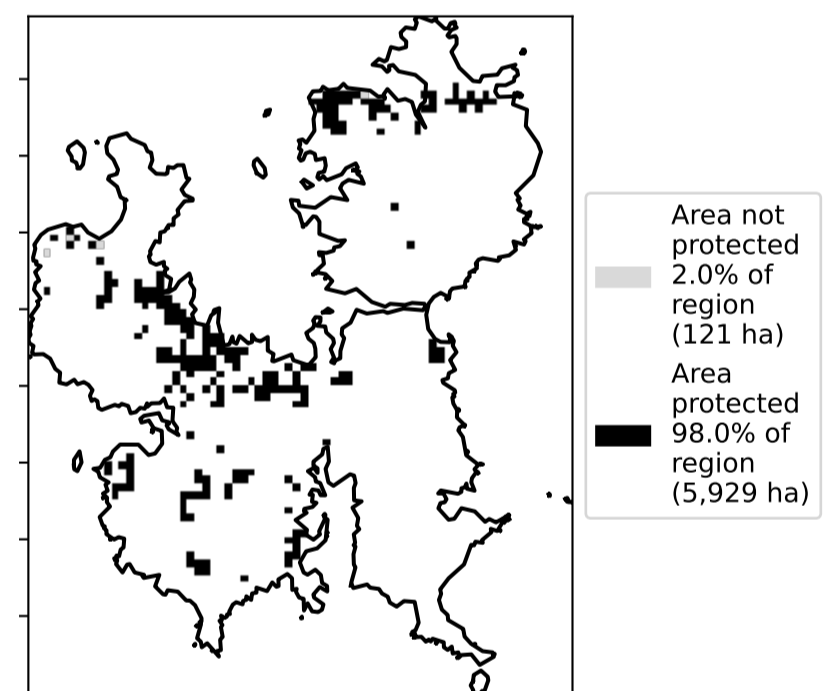 Area not
protected
2.0% of
region
(121 ha)
Area
protected
98.0% of
region
(5,929 ha)